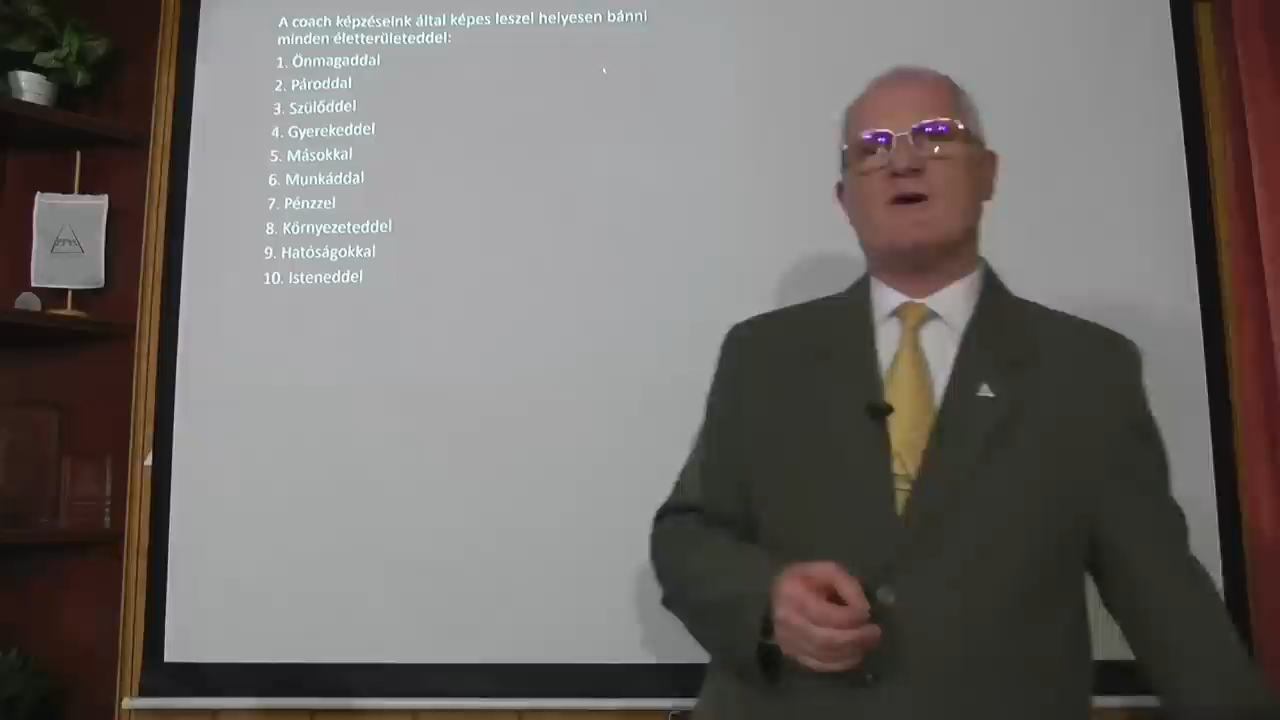 A coach képzéseink által képes leszel helyesen bánni
minden életterületeddel:
1. Önmagaddal
2. Pároddal
3. Szülőddel
4. Gyerekeddel
5. Másokkal
6. Munkáddal
7. Pénzzel
8. Környezeteddel
9. Hatóságokkal
10. Isteneddel